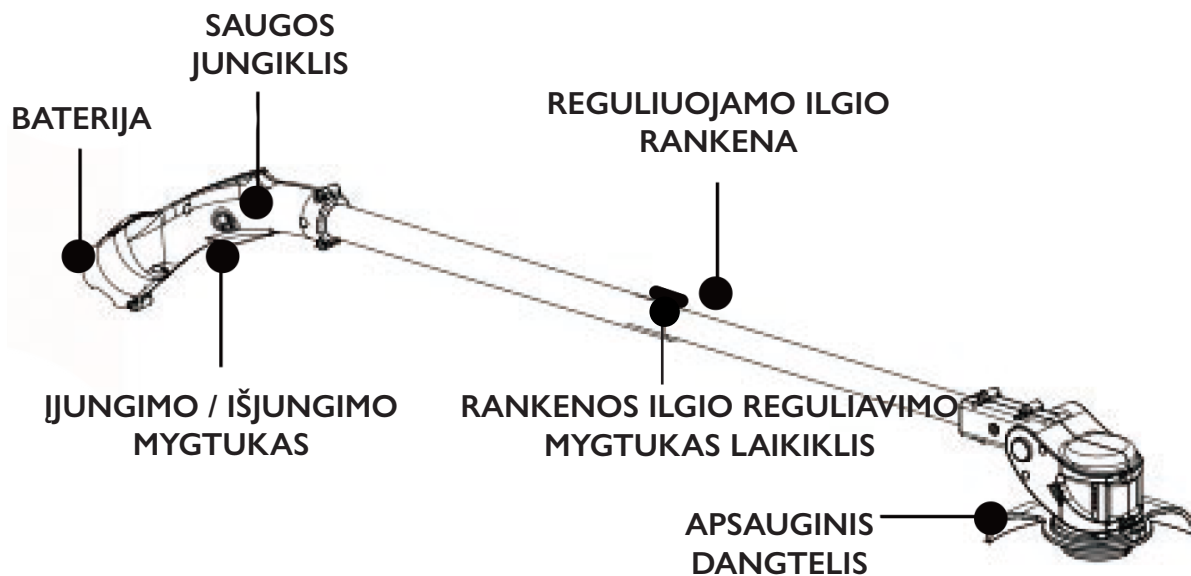 SAUGOS
JUNGIKLIS
BATERIJA
REGULIUOJAMO ILGIO
RANKENA
ĮJUNGIMO / IŠJUNGIMO
MYGTUKAS
RANKENOS ILGIO REGULIAVIMO
MYGTUKAS LAIKIKLIS
APSAUGINIS
DANGTELIS